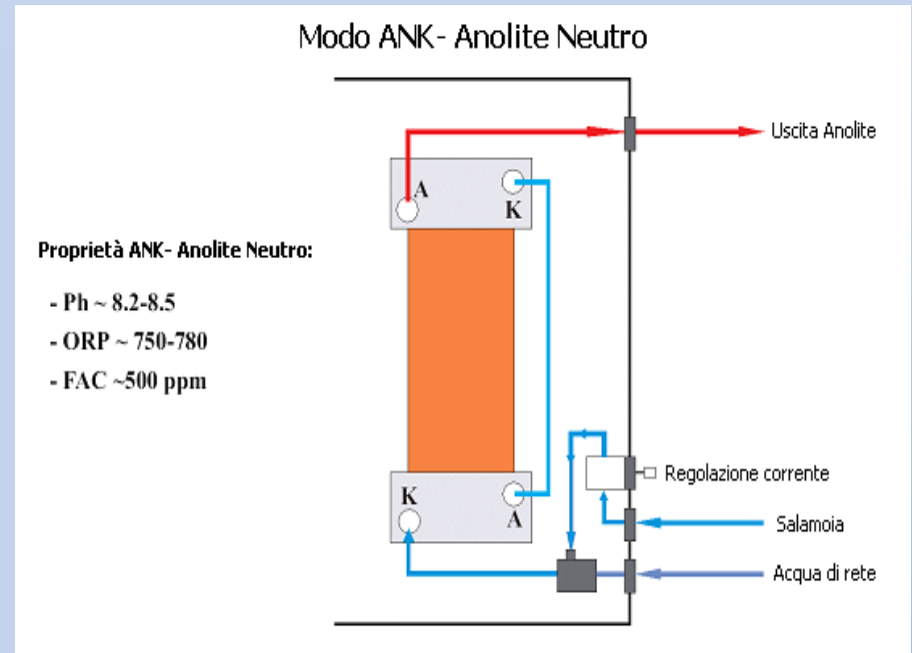 Modo ANK- Anolite Neutro
Uscita Anolite
A
K
Proprietà ANK- Anolite Neutro:
- Ph ~ 8.2-8.5
- ORP ~ 750-780
- FAC ~500 ppm
Regolazione corrente
K
A
Salamoia
Acqua di rete